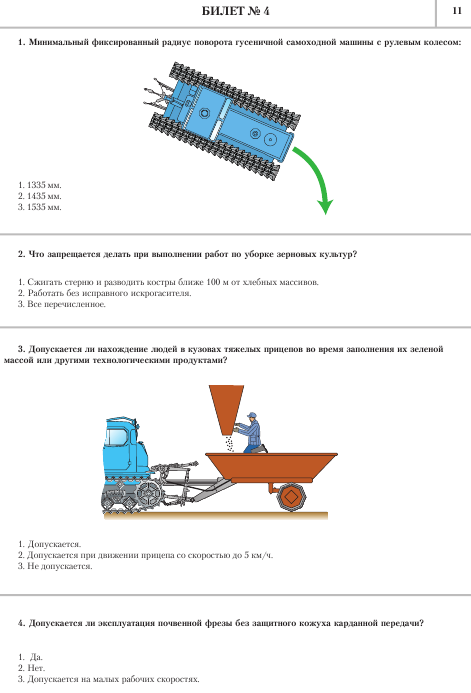 БИЛЕТ № 4
11
1. Минимальный фиксированный радиус поворота гусеничной самоходной машины с рулевым колесом:
1. 1335 мм.
2. 1435 мм.
3. 1535 мм.
2. Что запрещается делать при выполнении работ по уборке зерновых культур?
1. Сжигать стерню и разводить костры ближе 100 м от хлебных массивов.
2. Работать без исправного искрогасителя.
3. Все перечисленное.
3. Допускается ли нахождение людей в кузовах тяжелых прицепов во время заполнения их зеленой
массой или другими технологическими продуктами?
1. Допускается.
2. Допускается при движении прицепа со скоростью до 5 км/ч.
3. Не допускается.
4. Допускается ли эксплуатация почвенной фрезы без защитного кожуха карданной передачи?
1. Да.
2. Нет.
3. Допускается на малых рабочих скоростях.